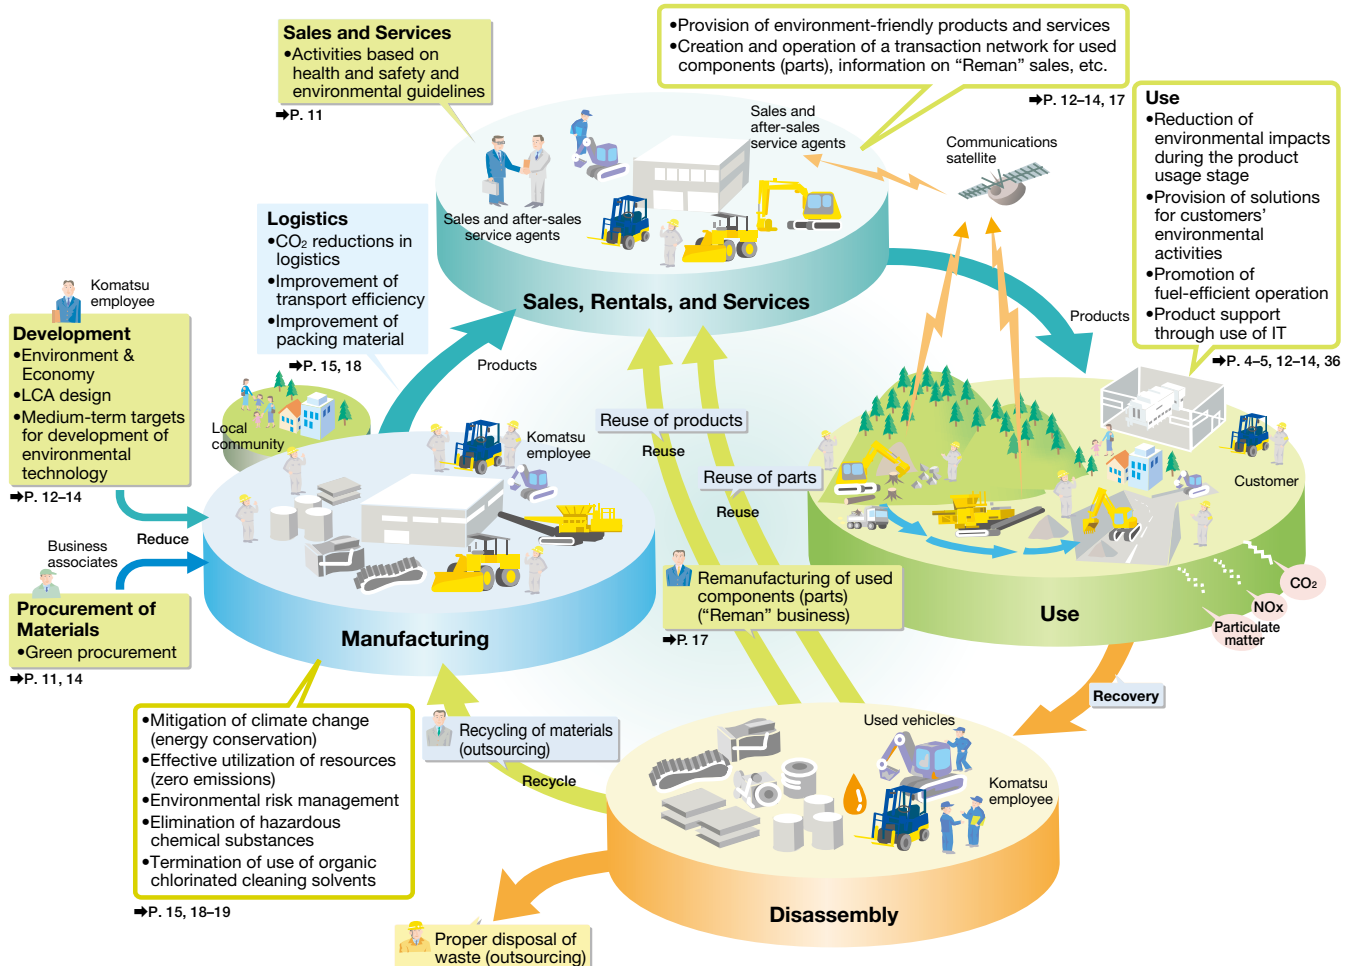 Sales and Services
•Activities based on
health and safety and
environmental guidelines
➡P. 11
•Provision of environment-friendly products and services
•Creation and operation of a transaction network for used
components (parts), information on “Reman” sales, etc.
➡P. 12–14, 17
Use
•Reduction of
environmental impacts
during the product
usage stage
•Provision of solutions
for customers’
environmental
activities
•Promotion of
fuel-efficient operation
•Product support
through use of IT
➡P. 4–5, 12–14, 36
Sales and
after-sales
service agents
Communications
satellite
Sales and after-sales
service agents
Sales, Rentals, and Services
Logistics
•CO₂ reductions in
logistics
•Improvement of
transport efficiency
•Improvement of
packing material
➡P. 15, 18
Products
Products
Komatsu
employee
Development
•Environment &
Economy
•LCA design
•Medium-term targets
for development of
environmental
technology
➡P. 12–14
Reduce
Local
community
Komatsu
employee
Reuse of products
Reuse
Reuse of parts
Reuse
Customer
Business
associates
Procurement of
Materials
•Green procurement
➡P. 11, 14
Manufacturing
Remanufacturing of used
components (parts)
(“Reman” business)
➡P. 17
Use
CO₂
NOx
Particulate
matter
Recovery
•Mitigation of climate change
(energy conservation)
•Effective utilization of resources
(zero emissions)
•Environmental risk management
•Elimination of hazardous
chemical substances
•Termination of use of organic
chlorinated cleaning solvents
➡P. 15, 18–19
Recycling of materials
(outsourcing)
Recycle
Used vehicles
Komatsu
employee
Disassembly
Proper disposal of
waste (outsourcing)